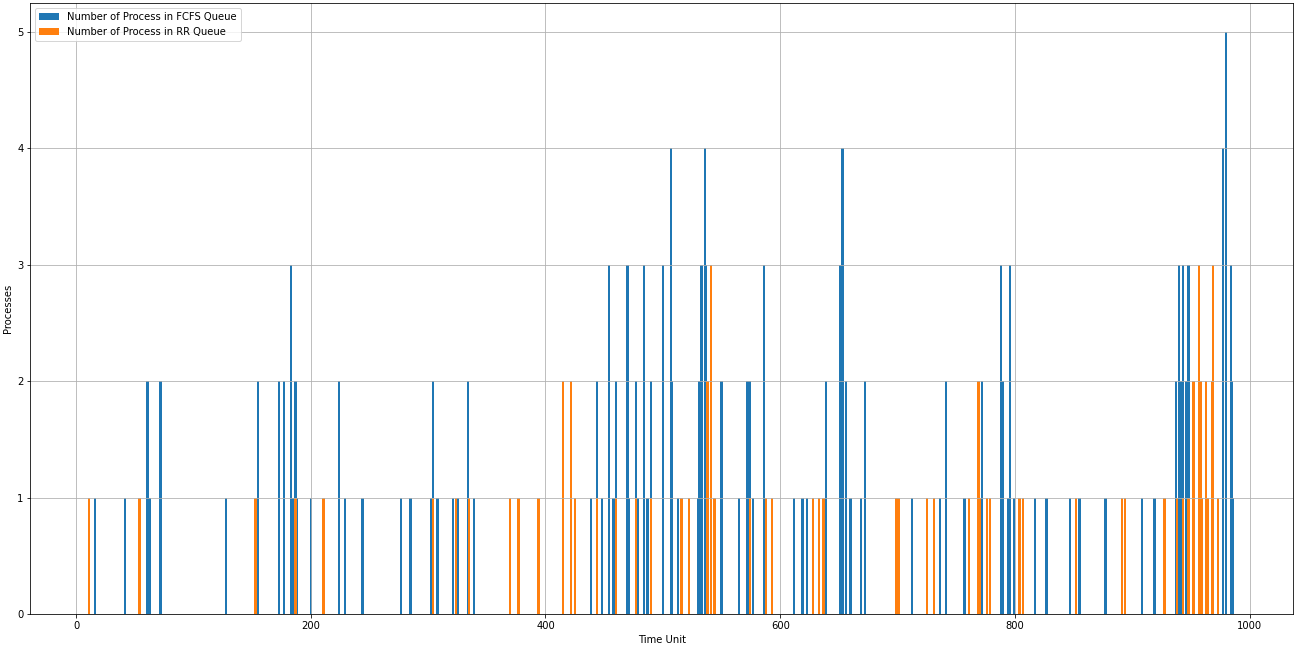 Number of Process in FCFS Queue
Number of Process in RR Queue
5
4
3
2
1
0
Processes
0 200 400 600 800 1000
Time Unit